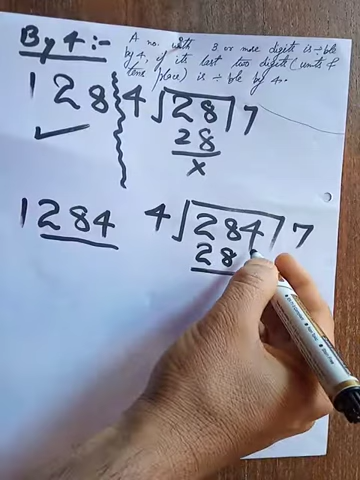 By 4:- A no. with 3 or more digits is ÷ble
by 4, if its last two digits (units &
tens place) is ÷ble by 4.
128 4 28 7
28
x
1284 4 284 7
28